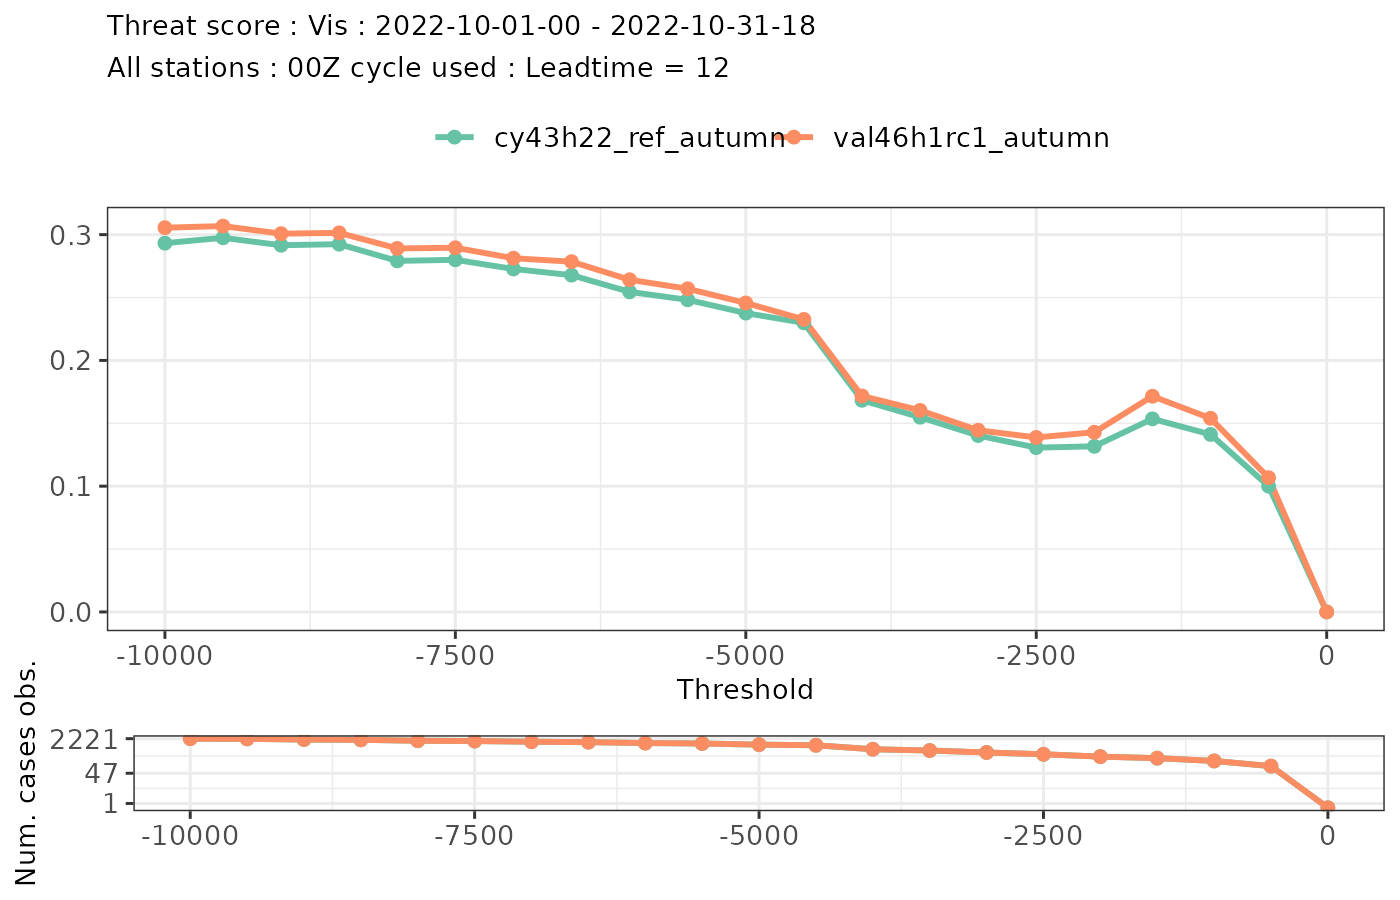 Threat score : Vis : 2022-10-01-00 - 2022-10-31-18
All stations : 00Z cycle used : Leadtime = 12
cy43h22_ref_autumn val46h1rc1_autumn
0.3
0.2
0.1
0.0
-10000 -7500 -5000 -2500 0
Threshold
Num. cases obs.
2221
47
1
-10000 -7500 -5000 -2500 0